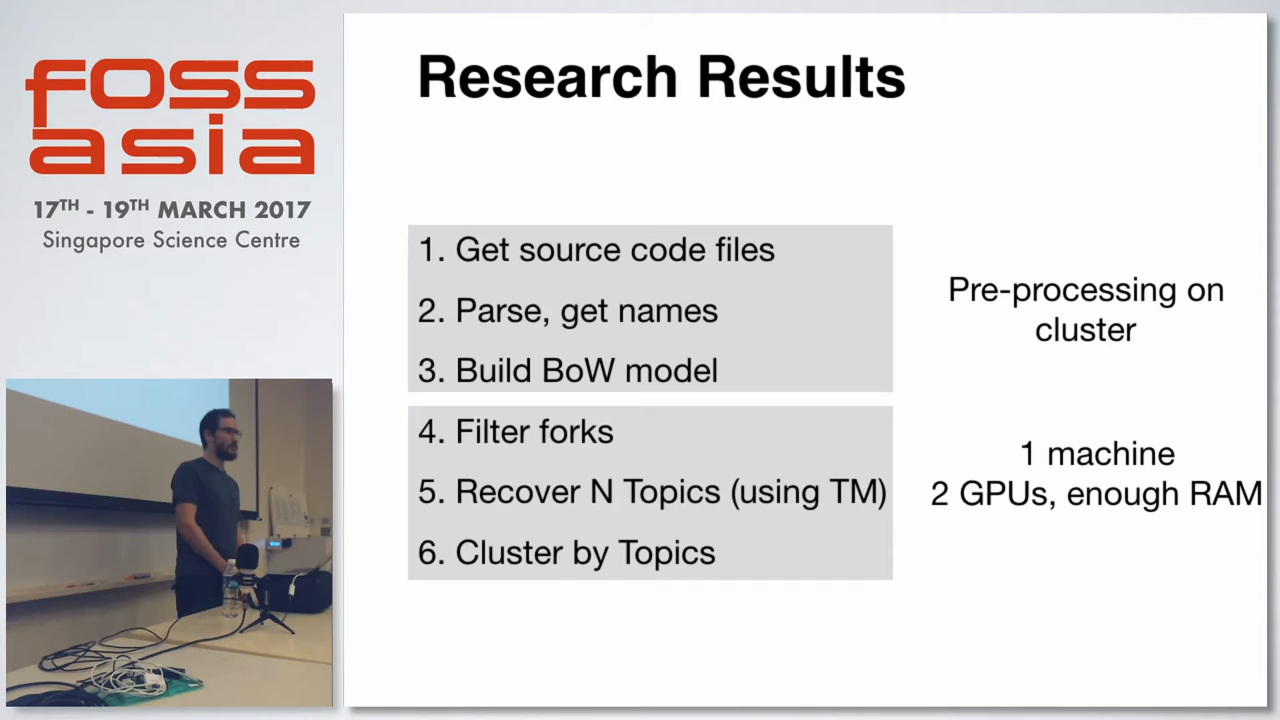 foss
asia
17TH - 19TH MARCH 2017
Singapore Science Centre
Research Results
1. Get source code files
2. Parse, get names
3. Build BoW model
Pre-processing on
cluster
4. Filter forks
5. Recover N Topics (using TM)
6. Cluster by Topics
1 machine
2 GPUs, enough RAM